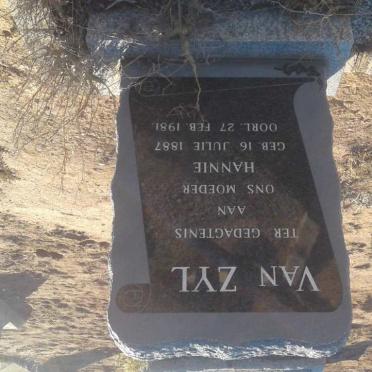 VAN ZYL
TER GEDAGTENIS
AAN
ONS MOEDER
HANNIE
GEB. 16 JULIE 1887
OORL. 27 FEB. 1981.